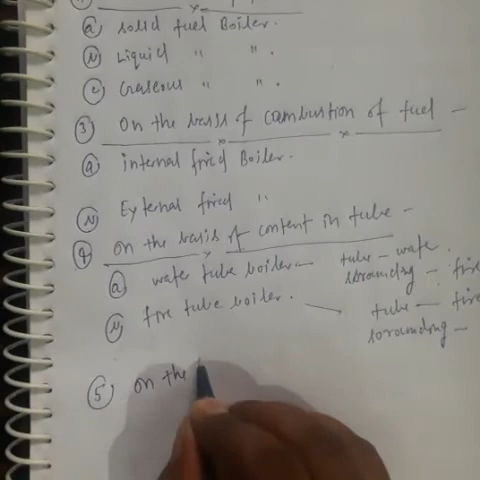 (a) solid fuel Boiler.
(b) Liquid " ".
(c) Gaseous " ".
(3) On the basis of combustion of fuel -
(a) internal fired Boiler.
(b) External fired "
(4) on the basis of content in tube -
(a) water tube boiler - tube - water.
sorounding - fire
(b) fire tube boiler. → tube - fire
sorounding -
(5) on the